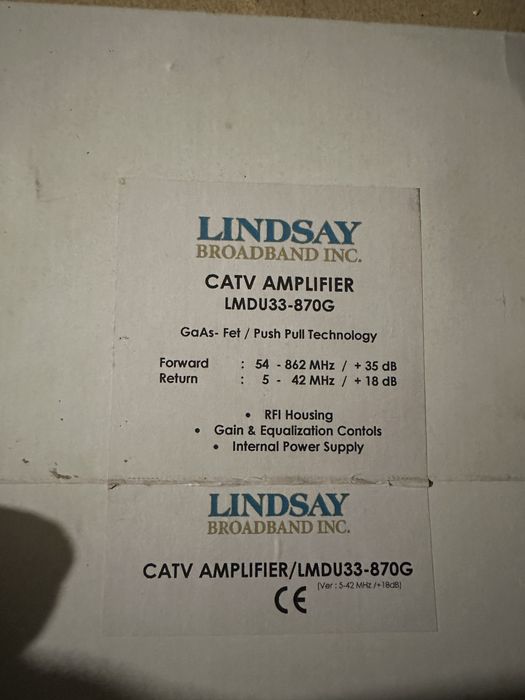 LINDSAY
BROADBAND INC.
CATV AMPLIFIER
LMDU33-870G
GaAs- Fet / Push Pull Technology
Forward : 54 - 862 MHz / + 35 dB
Return : 5 - 42 MHz / + 18 dB
• RFI Housing
• Gain & Equalization Contols
• Internal Power Supply
LINDSAY
BROADBAND INC.
CATV AMPLIFIER/LMDU33-870G
(Ver : 5-42 MHz /+18dB)
CE